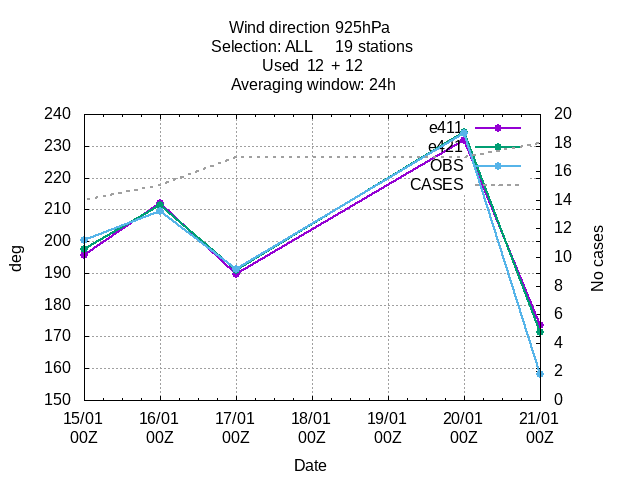 Wind direction 925hPa
Selection: ALL 19 stations
Used 12 + 12
Averaging window: 24h
240 20
230 18
220 16
210 14
200 12
190 10
180 8
170 6
160 4
150 2
0
e411
e421
OBS
CASES
deg
No cases
15/01 16/01 17/01 18/01 19/01 20/01 21/01
00Z 00Z 00Z 00Z 00Z 00Z 00Z
Date